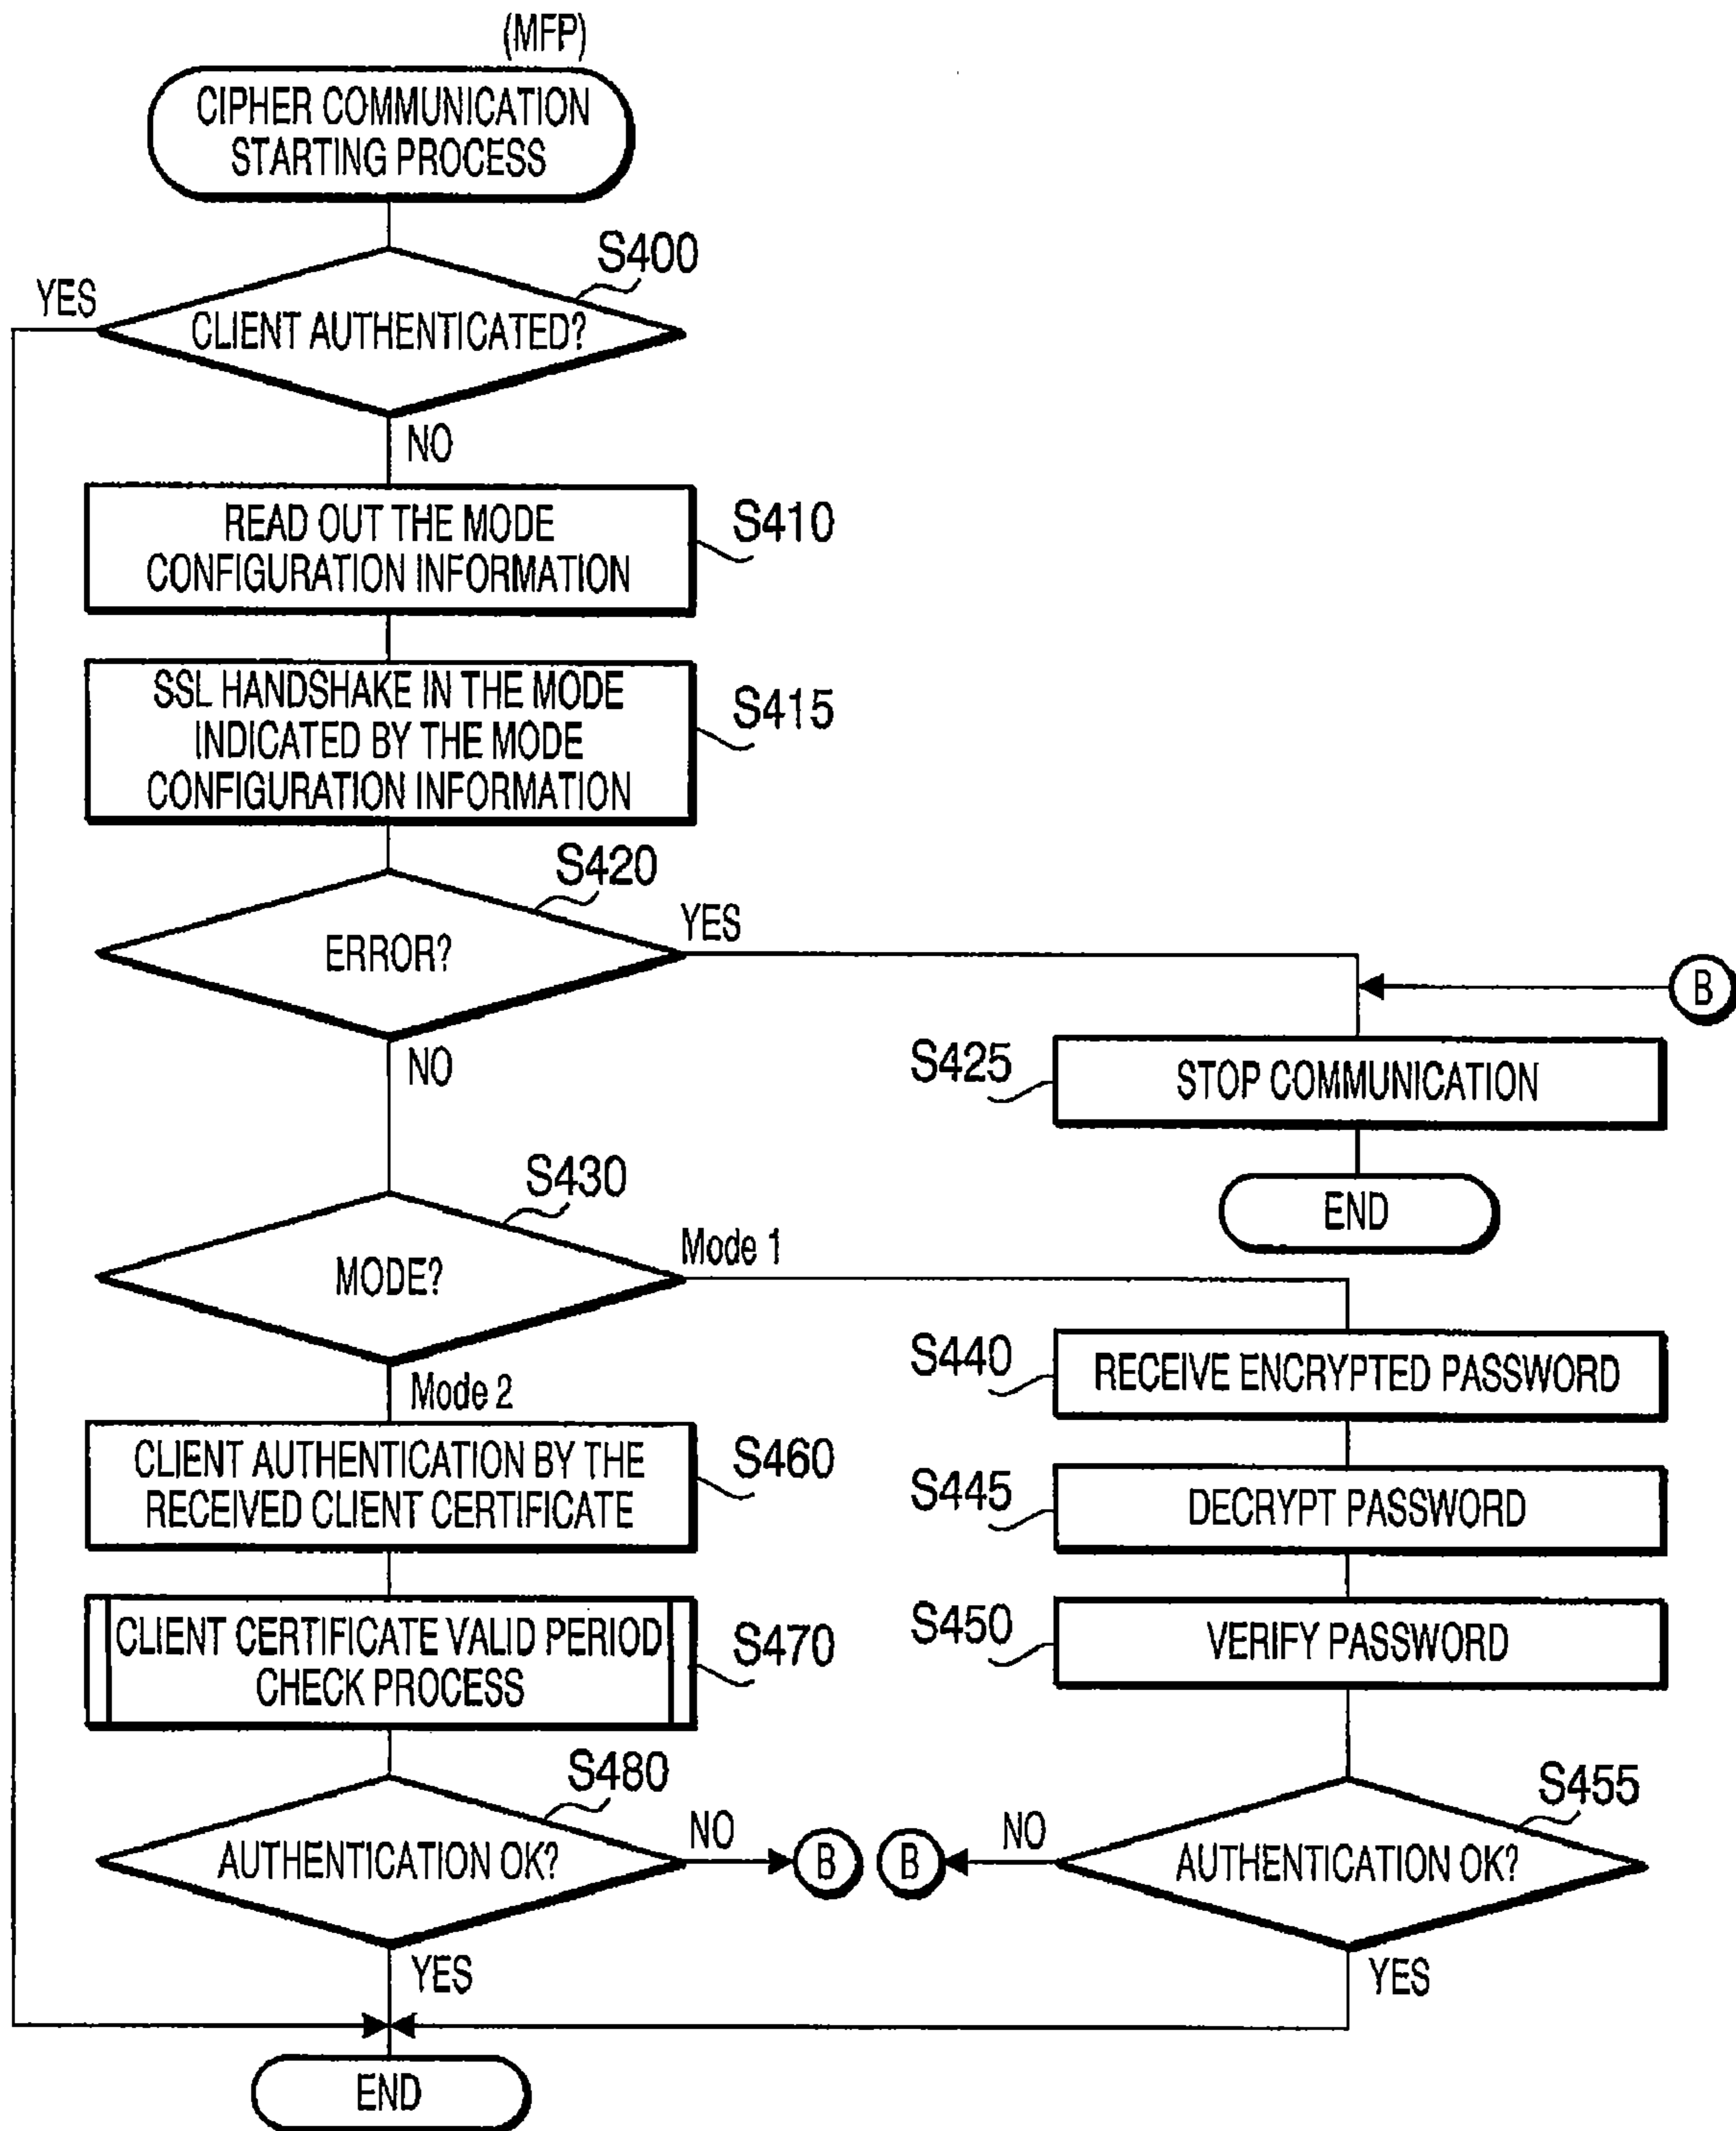 (MFP)
CIPHER COMMUNICATION
STARTING PROCESS
S400
YES
CLIENT AUTHENTICATED?
NO
READ OUT THE MODE
CONFIGURATION INFORMATION
S410
SSL HANDSHAKE IN THE MODE
INDICATED BY THE MODE
CONFIGURATION INFORMATION
S415
S420
YES
ERROR?
B
NO
S425
STOP COMMUNICATION
END
S430
Mode 1
MODE?
S440
RECEIVE ENCRYPTED PASSWORD
Mode 2
CLIENT AUTHENTICATION BY THE
RECEIVED CLIENT CERTIFICATE
S460
S445
DECRYPT PASSWORD
CLIENT CERTIFICATE VALID PERIOD
CHECK PROCESS
S470
S450
VERIFY PASSWORD
S480
S455
AUTHENTICATION OK?
NO
B
B
NO
AUTHENTICATION OK?
YES
YES
END